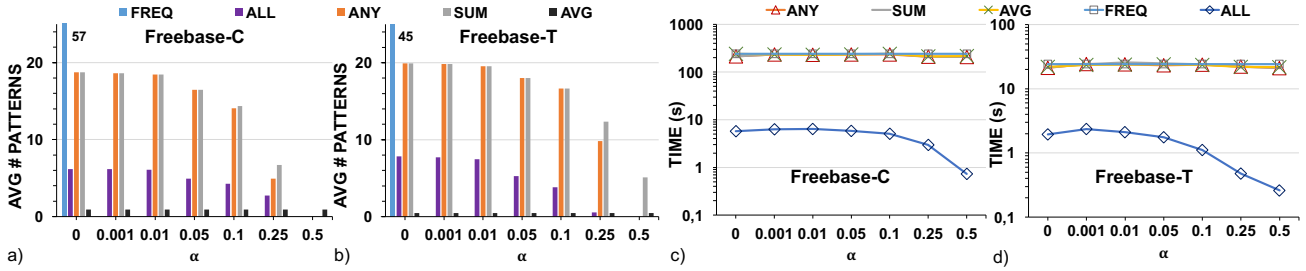 FREQ ALL ANY SUM AVG
57
Freebase-C
AVG # PATTERNS
20
10
0
0 0.001 0.01 0.05 0.1 0.25 0.5
α
a)
45
Freebase-T
AVG # PATTERNS
20
10
0
0 0.001 0.01 0.05 0.1 0.25 0.5
α
b)
ANY SUM AVG FREQ ALL
TIME (s)
1000
100
10
1
0,1
Freebase-C
0 0.001 0.01 0.05 0.1 0.25 0.5
α
c)
TIME (s)
100
10
1
0,1
Freebase-T
0 0.001 0.01 0.05 0.1 0.25 0.5
α
d)